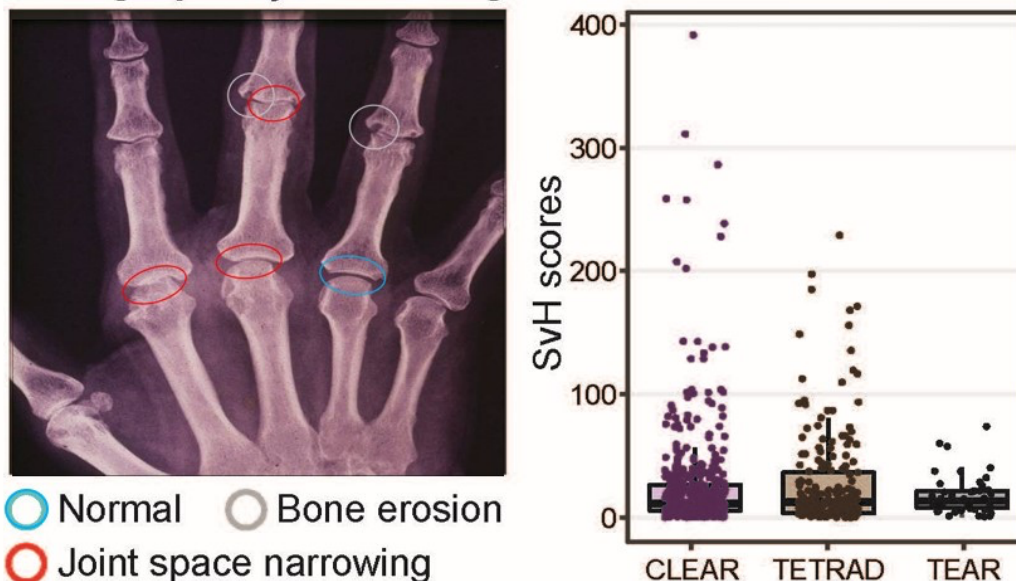 Normal
Bone erosion
Joint space narrowing
SvH scores
400
300
200
100
0
CLEAR
TETRAD
TEAR